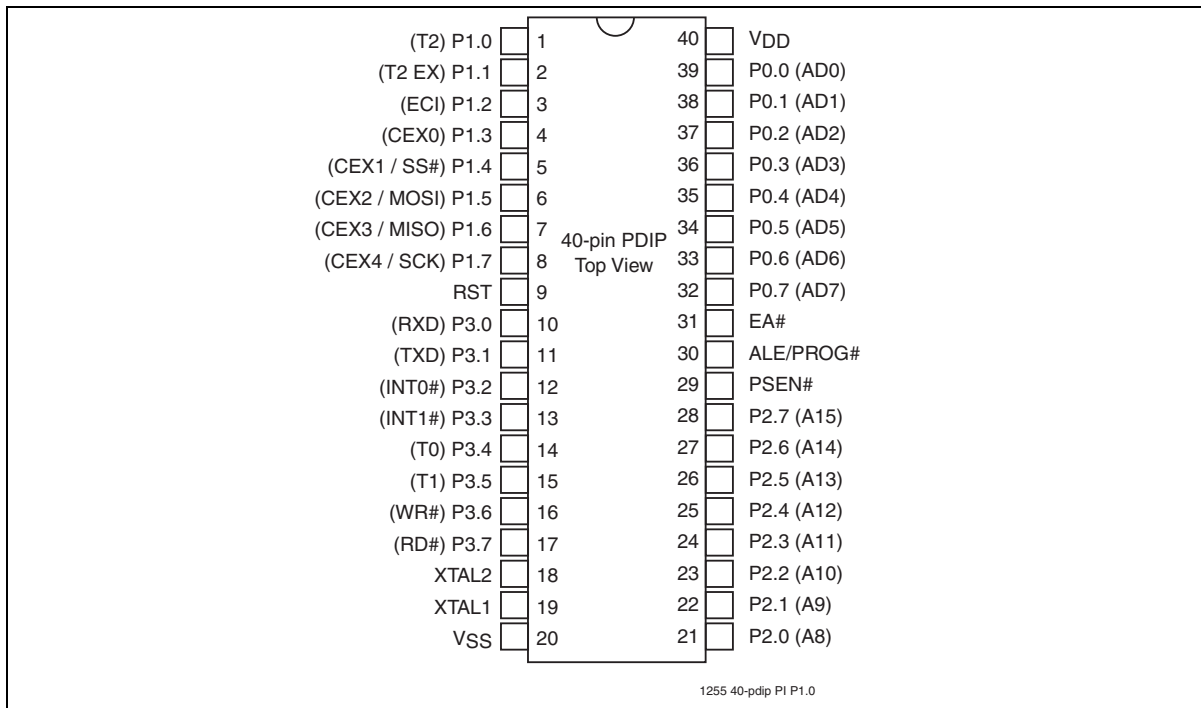 (T2) P1.0 1 40 VDD
(T2 EX) P1.1 2 39 P0.0 (AD0)
(ECI) P1.2 3 38 P0.1 (AD1)
(CEX0) P1.3 4 37 P0.2 (AD2)
(CEX1 / SS#) P1.4 5 36 P0.3 (AD3)
(CEX2 / MOSI) P1.5 6 35 P0.4 (AD4)
(CEX3 / MISO) P1.6 7 34 P0.5 (AD5)
40-pin PDIP
Top View
(CEX4 / SCK) P1.7 8 33 P0.6 (AD6)
RST 9 32 P0.7 (AD7)
(RXD) P3.0 10 31 EA#
(TXD) P3.1 11 30 ALE/PROG#
(INT0#) P3.2 12 29 PSEN#
(INT1#) P3.3 13 28 P2.7 (A15)
(T0) P3.4 14 27 P2.6 (A14)
(T1) P3.5 15 26 P2.5 (A13)
(WR#) P3.6 16 25 P2.4 (A12)
(RD#) P3.7 17 24 P2.3 (A11)
XTAL2 18 23 P2.2 (A10)
XTAL1 19 22 P2.1 (A9)
VSS 20 21 P2.0 (A8)
1255 40-pdip PI P1.0